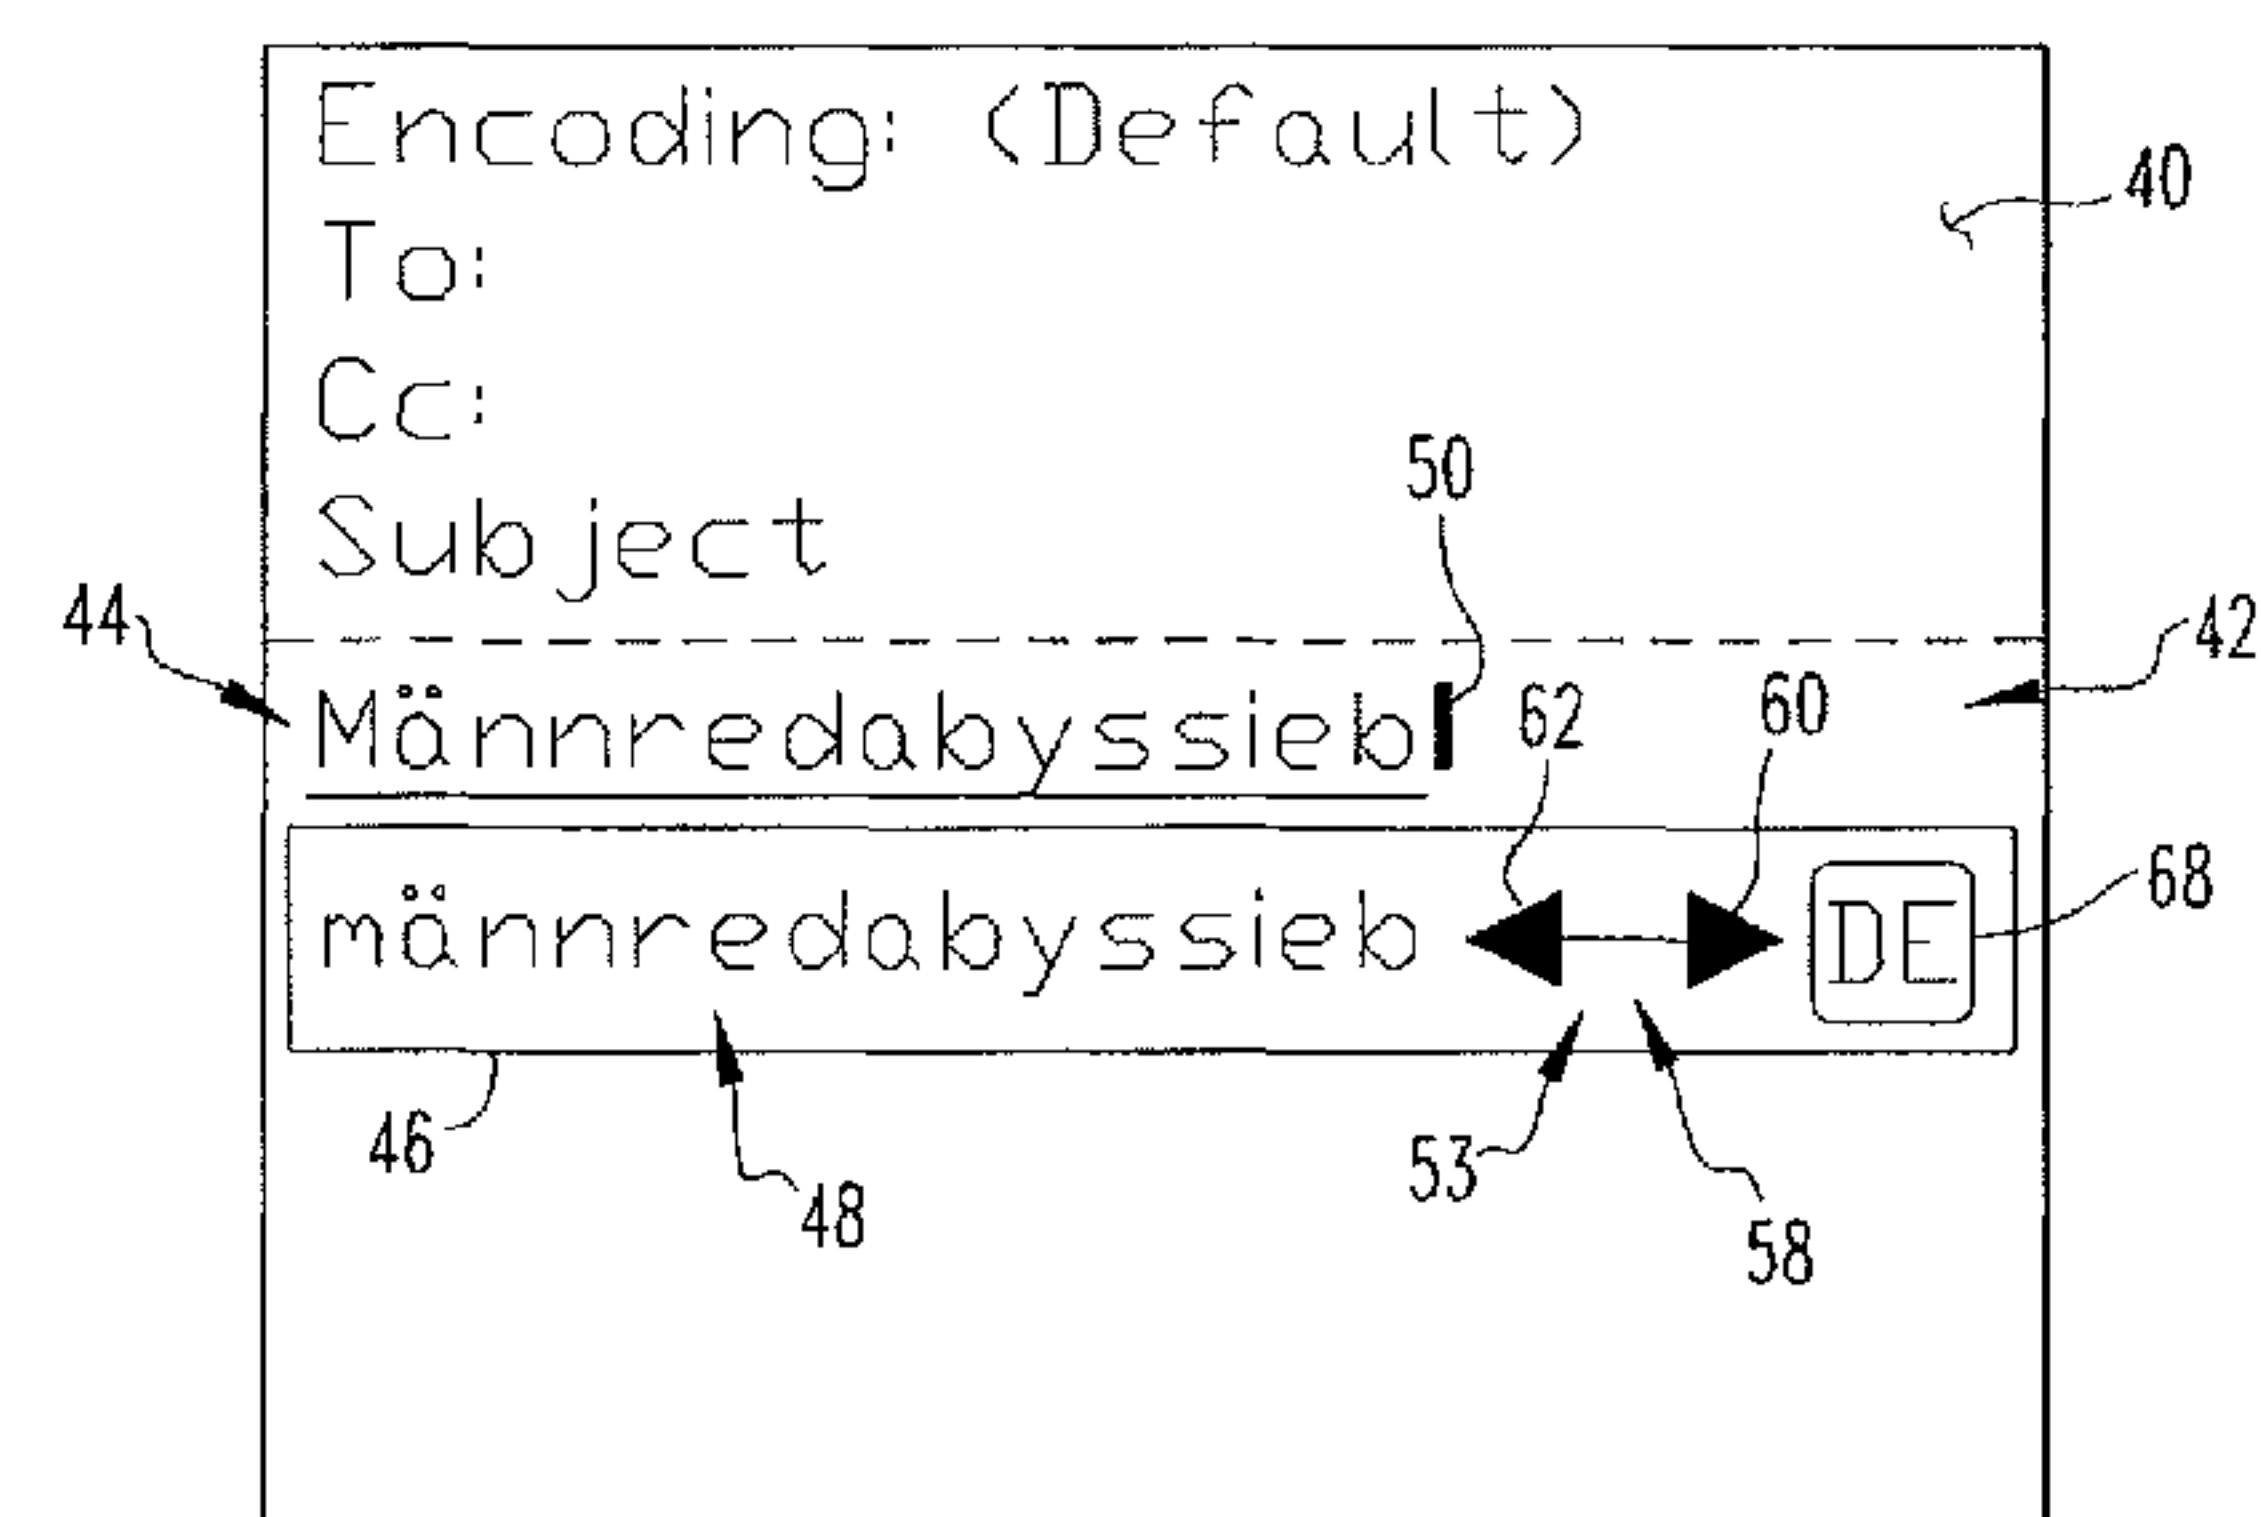 Encoding: (Default)
40
To:
Cc:
50
Subject
44
42
Männredabyssieb
62
60
männredabyssieb
DE
68
46
48
53
58